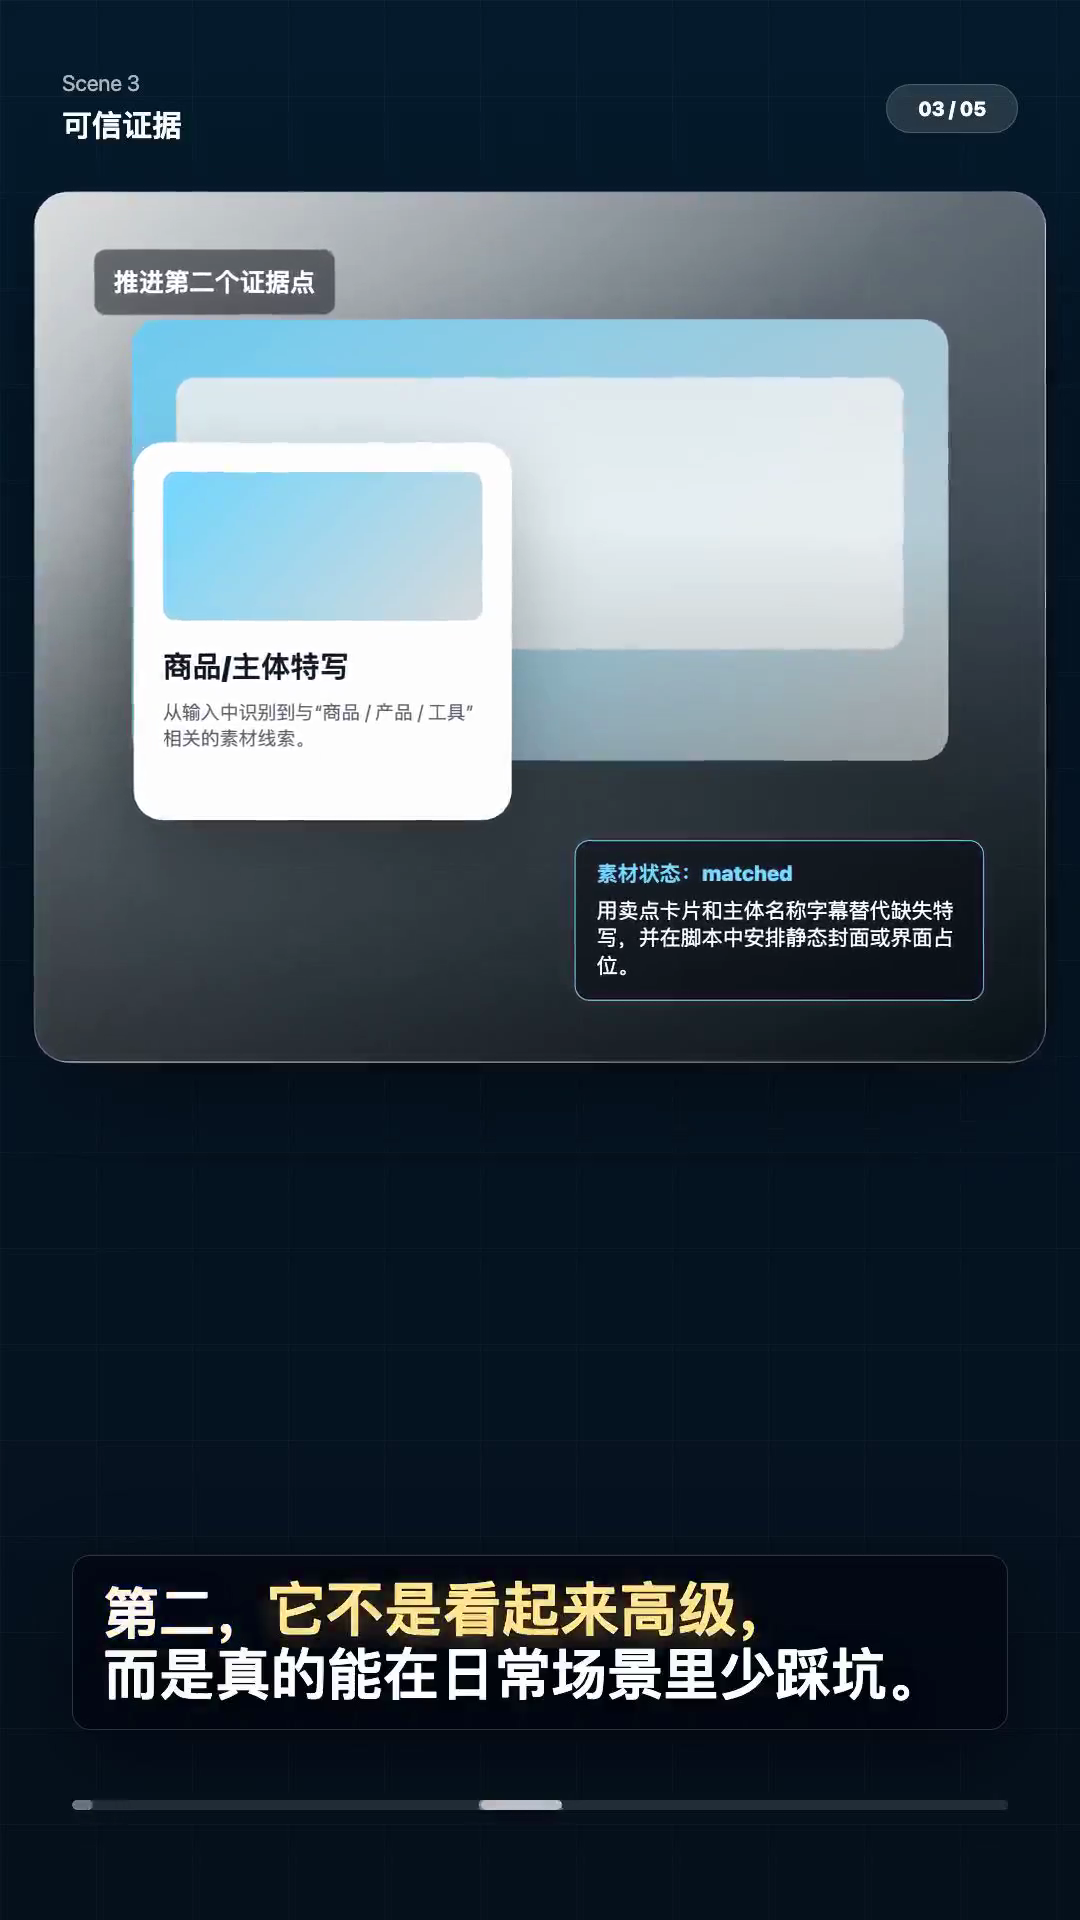 Scene 3
可信证据
03 / 05
推进第二个证据点
商品/主体特写
从输入中识别到与“商品 / 产品 / 工具”
相关的素材线索。
素材状态：matched
用卖点卡片和主体名称字幕替代缺失特
写，并在脚本中安排静态封面或界面占
位。
第二，它不是看起来高级，
而是真的能在日常场景里少踩坑。